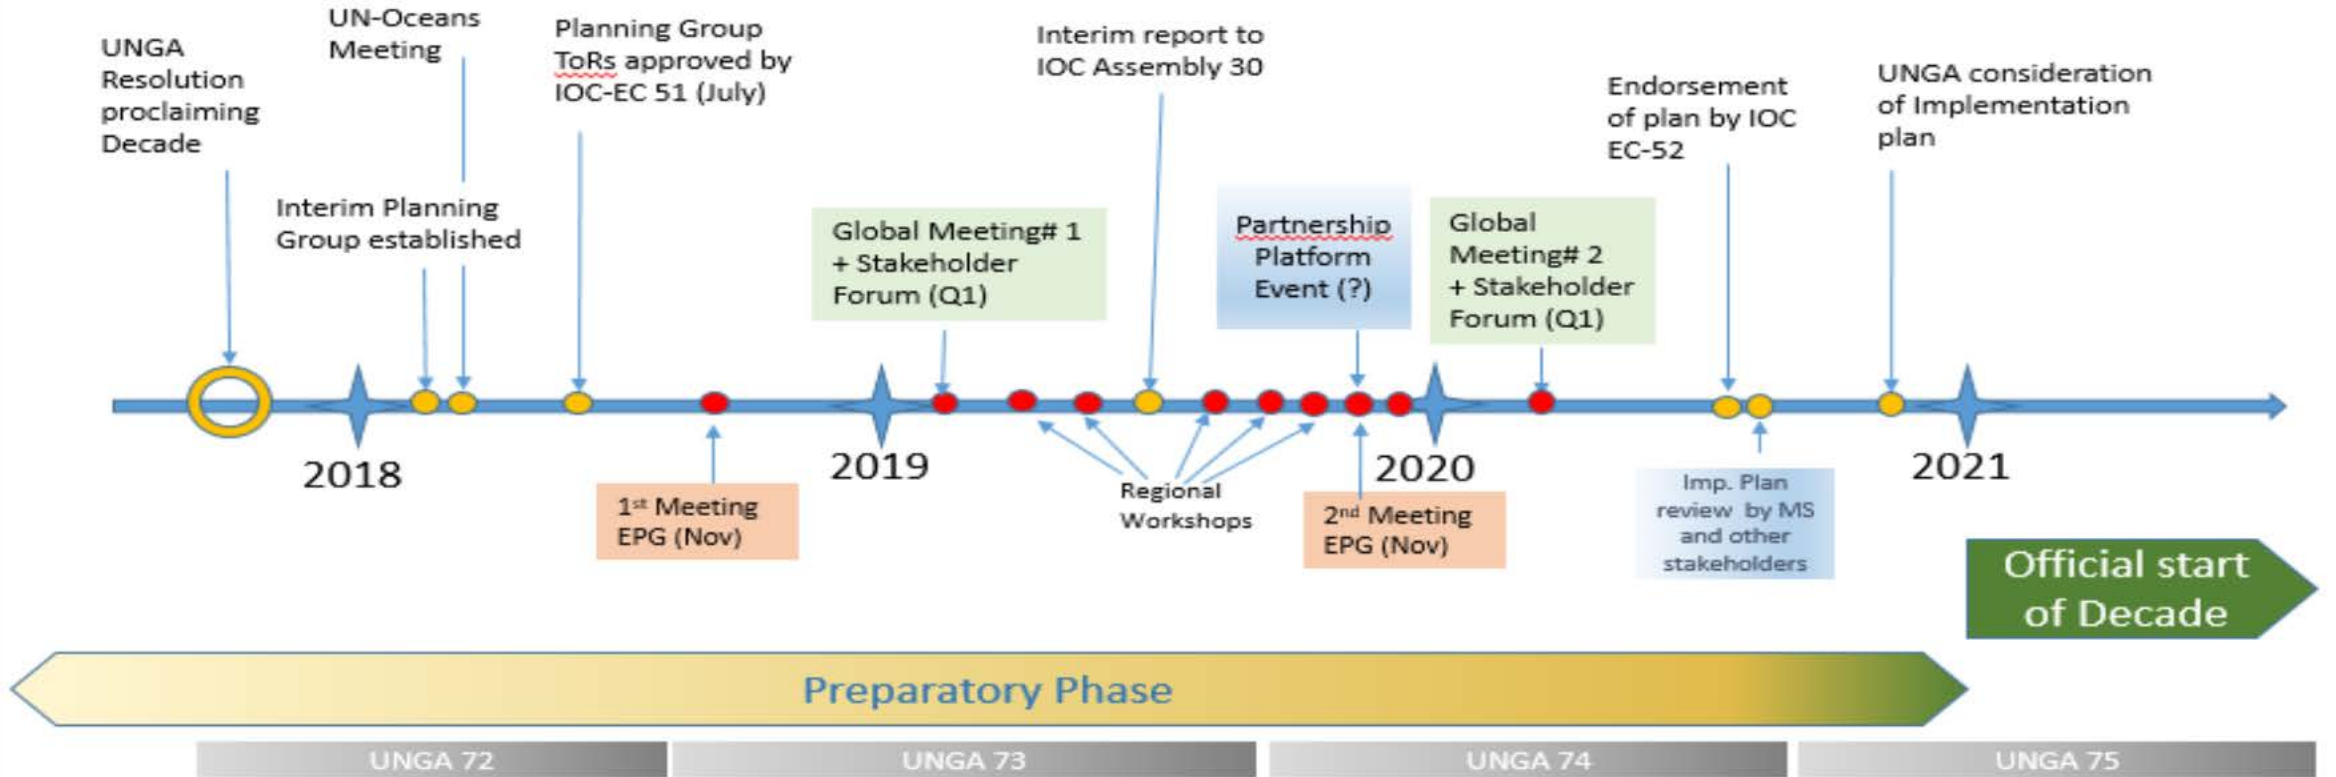 UNGA
Resolution
proclaiming
Decade
UN-Oceans
Meeting
Interim Planning
Group established
Planning Group
ToRs approved by
IOC-EC 51 (July)
Global Meeting# 1
+ Stakeholder
Forum (Q1)
Interim report to
IOC Assembly 30
Partnership
Platform
Event (?)
Global
Meeting# 2
+ Stakeholder
Forum (Q1)
Endorsement
of plan by IOC
EC-52
UNGA consideration
of Implementation
plan
2018
2019
2020
2021
1st Meeting
EPG (Nov)
Regional
Workshops
2nd Meeting
EPG (Nov)
Imp. Plan
review by MS
and other
stakeholders
Official start
of Decade
Preparatory Phase
UNGA 72
UNGA 73
UNGA 74
UNGA 75